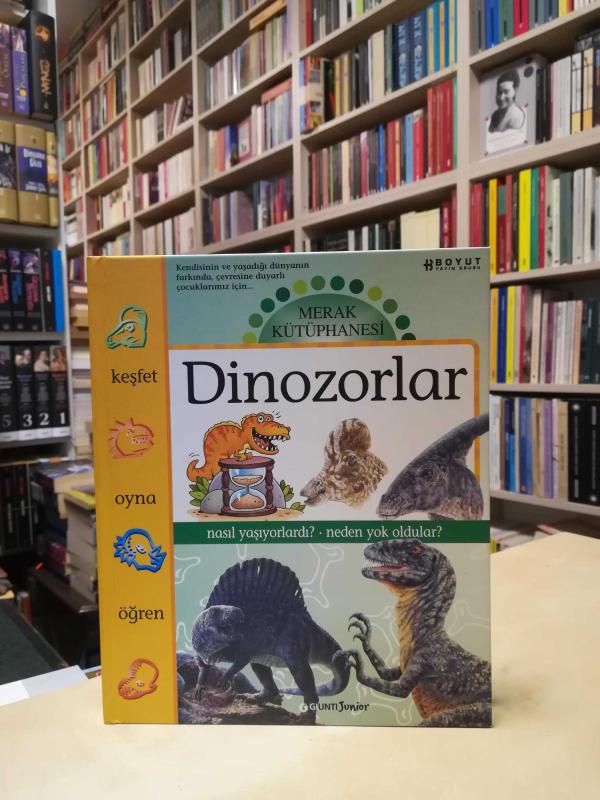 Kendisinin ve yaşadığı dünyanın
farkında, çevresine duyarlı
çocuklarımız için...
BOYUT
YAYIN GRUBU
MERAK
KÜTÜPHANESİ
Dinozorlar
keşfet
oyna
öğren
nasıl yaşıyorlardı? · neden yok oldular?
GIUNTI Junior
5 3 2 1